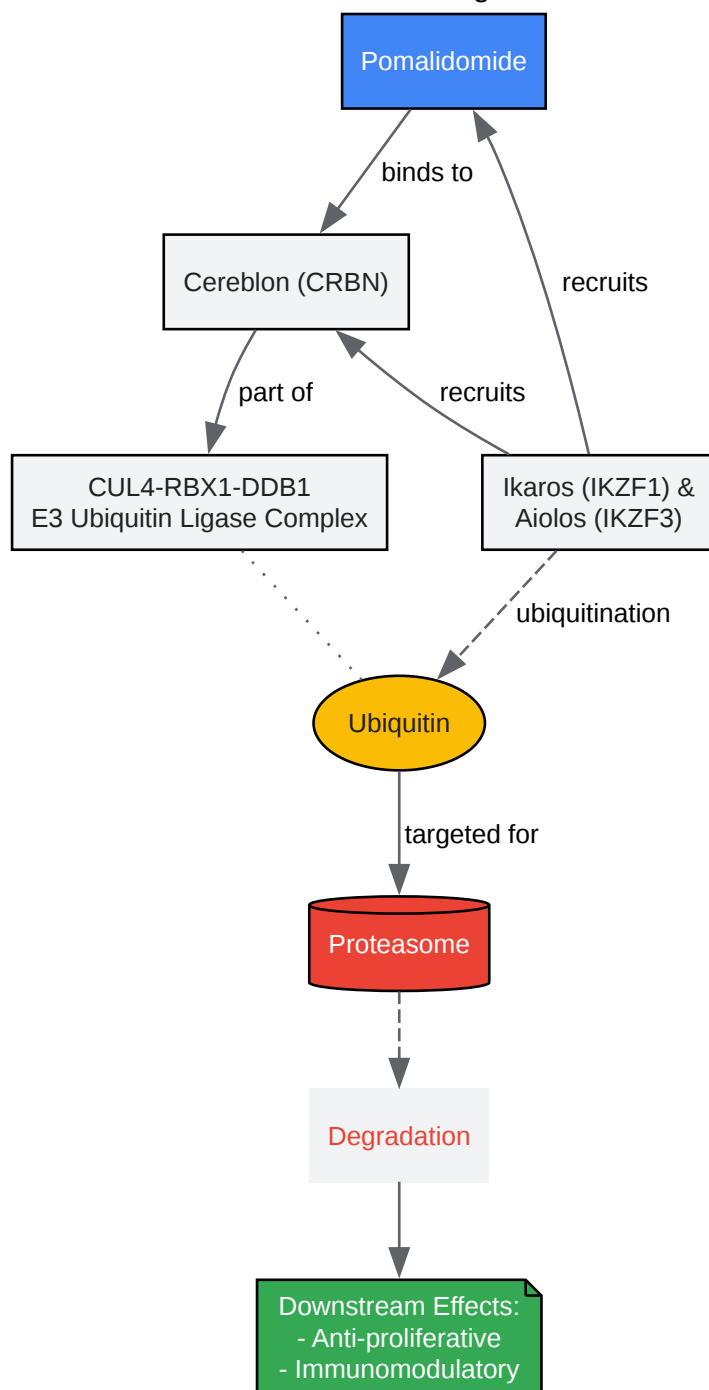 Pomalidomide
binds to
recruits
Cereblon (CRBN)
part of
recruits
CUL4-RBX1-DDB1
E3 Ubiquitin Ligase Complex
Ikaros (IKZF1) &
Aiolos (IKZF3)
ubiquitination
Ubiquitin
targeted for
Proteasome
Degradation
Downstream Effects:
- Anti-proliferative
- Immunomodulatory